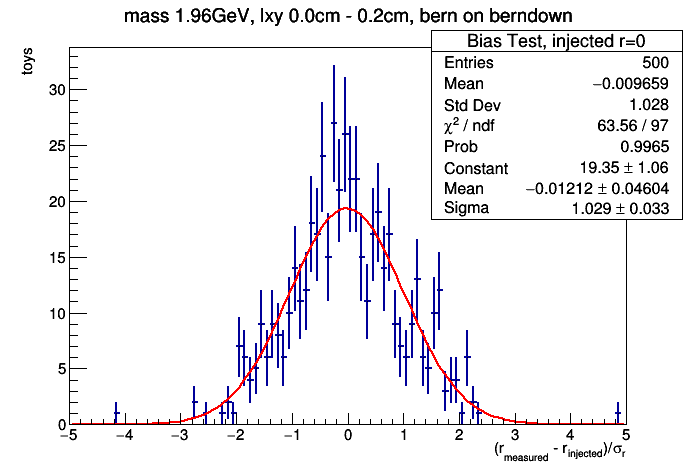 mass 1.96GeV, lxy 0.0cm - 0.2cm, bern on berndown
Bias Test, injected r=0
Entries 500
Mean −0.009659
Std Dev 1.028
χ² / ndf 63.56 / 97
Prob 0.9965
Constant 19.35 ± 1.06
Mean −0.01212 ± 0.04604
Sigma 1.029 ± 0.033
toys
30
25
20
15
10
5
0
−5 −4 −3 −2 −1 0 1 2 3 4 5
(r_measured - r_injected)/σ_r